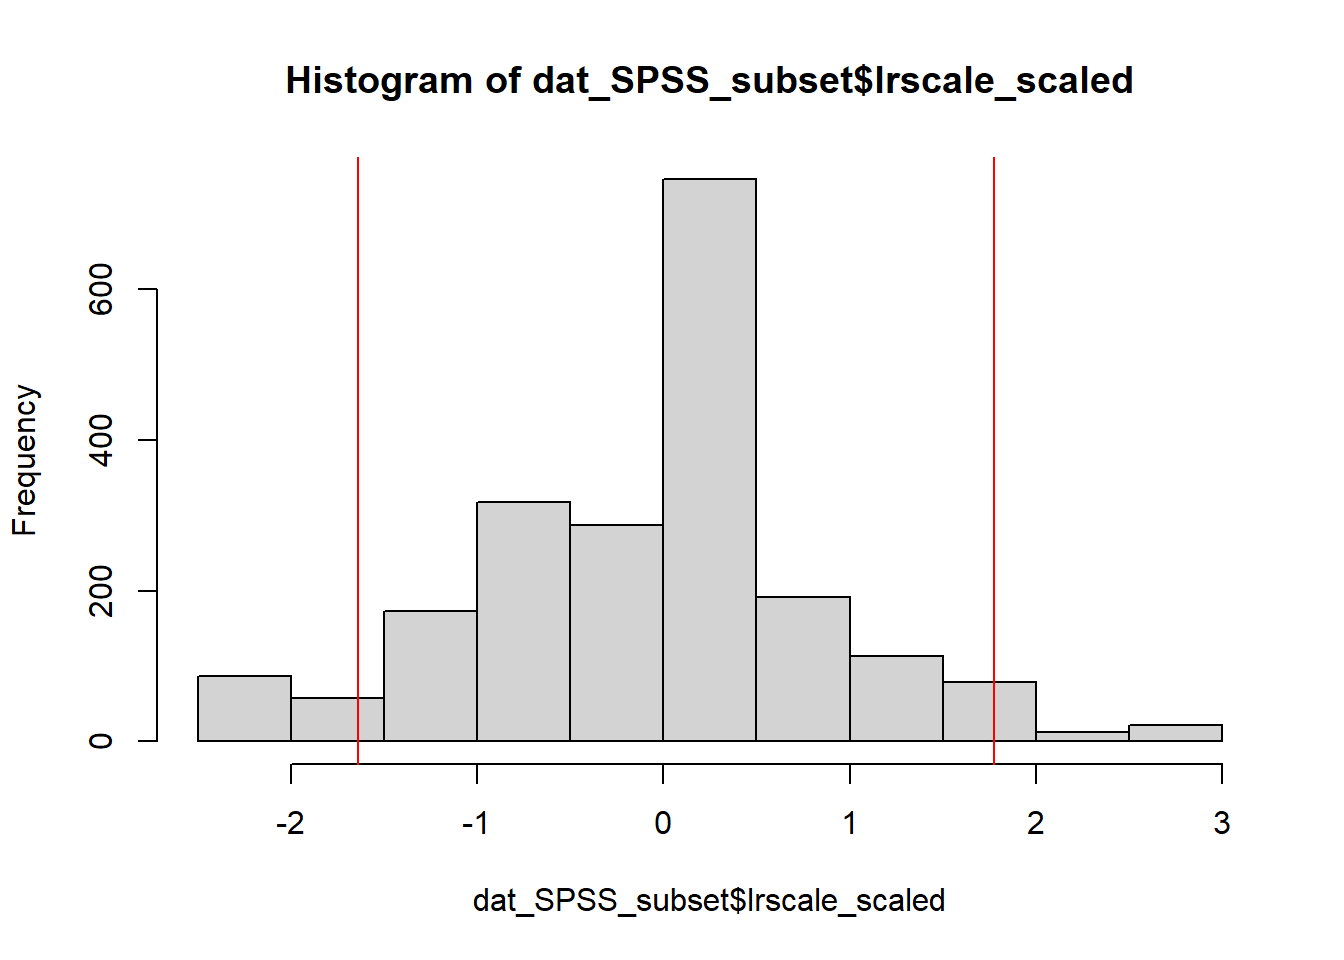 Histogram of dat_SPSS_subset$lrscale_scaled
Frequency
600
400
200
0
-2 -1 0 1 2 3
dat_SPSS_subset$lrscale_scaled